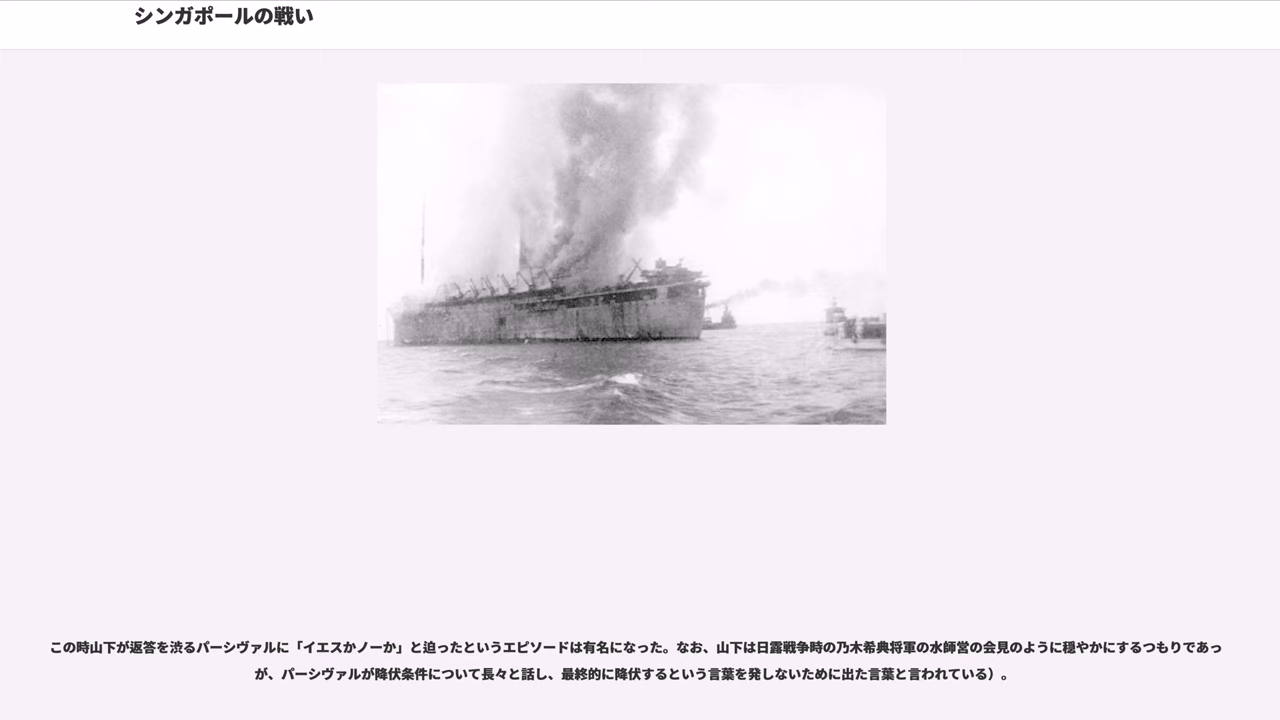 シンガポールの戦い
この時山下が返答を渋るパーシヴァルに「イエスかノーか」と迫ったというエピソードは有名になった。なお、山下は日露戦争時の乃木希典将軍の水師営の会見のように穏やかにするつもりであっ
が、パーシヴァルが降伏条件について長々と話し、最終的に降伏するという言葉を発しないために出た言葉と言われている）。